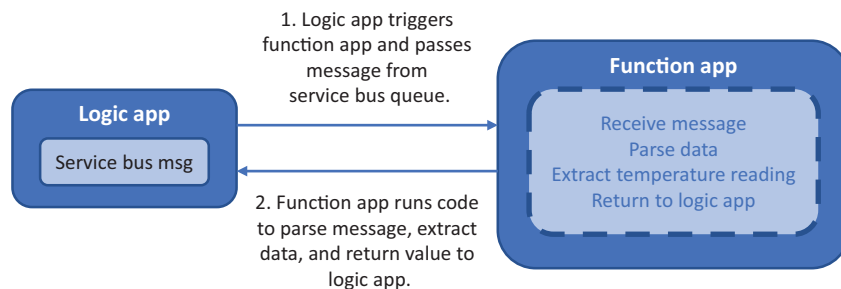 1. Logic app triggers
function app and passes
message from
service bus queue.
Logic app
Service bus msg
2. Function app runs code
to parse message, extract
data, and return value to
logic app.
Function app
Receive message
Parse data
Extract temperature reading
Return to logic app